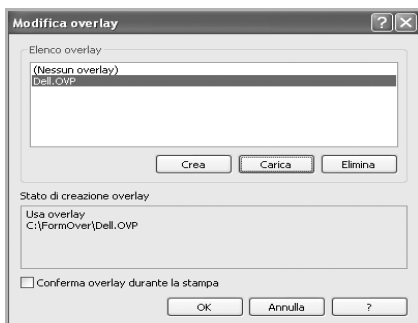 Modifica overlay
Elenco overlay
(Nessun overlay)
Dell.OVP
Crea Carica Elimina
Stato di creazione overlay
Usa overlay
C:\FormOver\Dell.OVP
Conferma overlay durante la stampa
OK Annulla ?